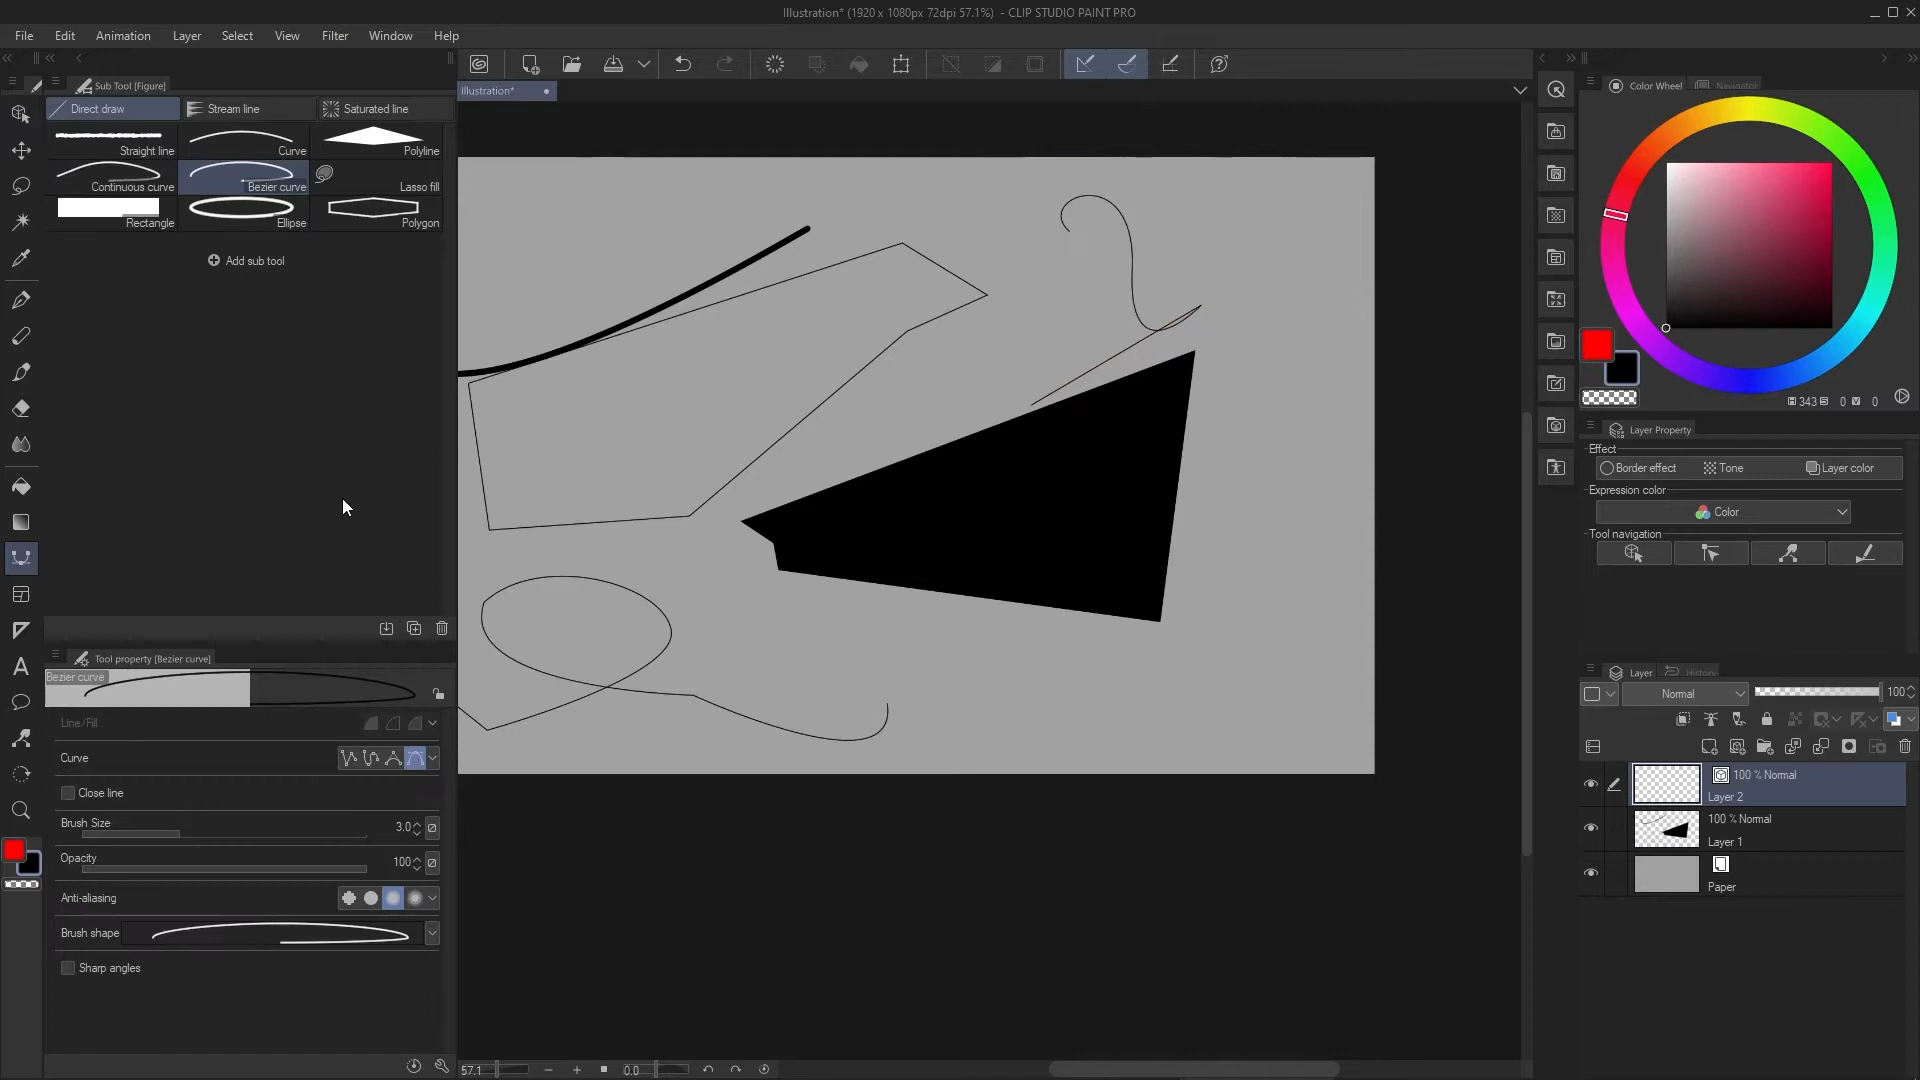 Illustration* (1920 x 1080px 72dpi 57.1%) - CLIP STUDIO PAINT PRO
File Edit Animation Layer Select View Filter Window Help
Sub Tool [Figure]
Direct draw Stream line Saturated line
Straight line Curve Polyline
Continuous curve Bezier curve Lasso fill
Rectangle Ellipse Polygon
Add sub tool
Tool property [Bezier curve]
Bezier curve
Line/Fill
Curve
Close line
Brush Size 3.0
Opacity 100
Anti-aliasing
Brush shape
Sharp angles
Illustration*
57.1 0.0
Color Wheel Navigator
H 343 S 0 V 0
Layer Property
Effect
Border effect Tone Layer color
Expression color
Color
Tool navigation
Layer History
Normal 100
100 % Normal
Layer 2
100 % Normal
Layer 1
Paper